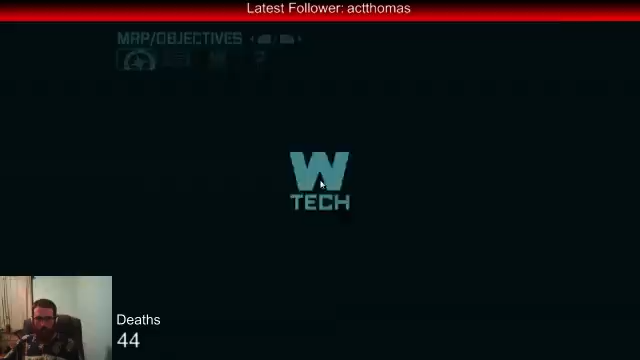 Latest Follower: actthomas
MAP/OBJECTIVES
W
TECH
Deaths
44